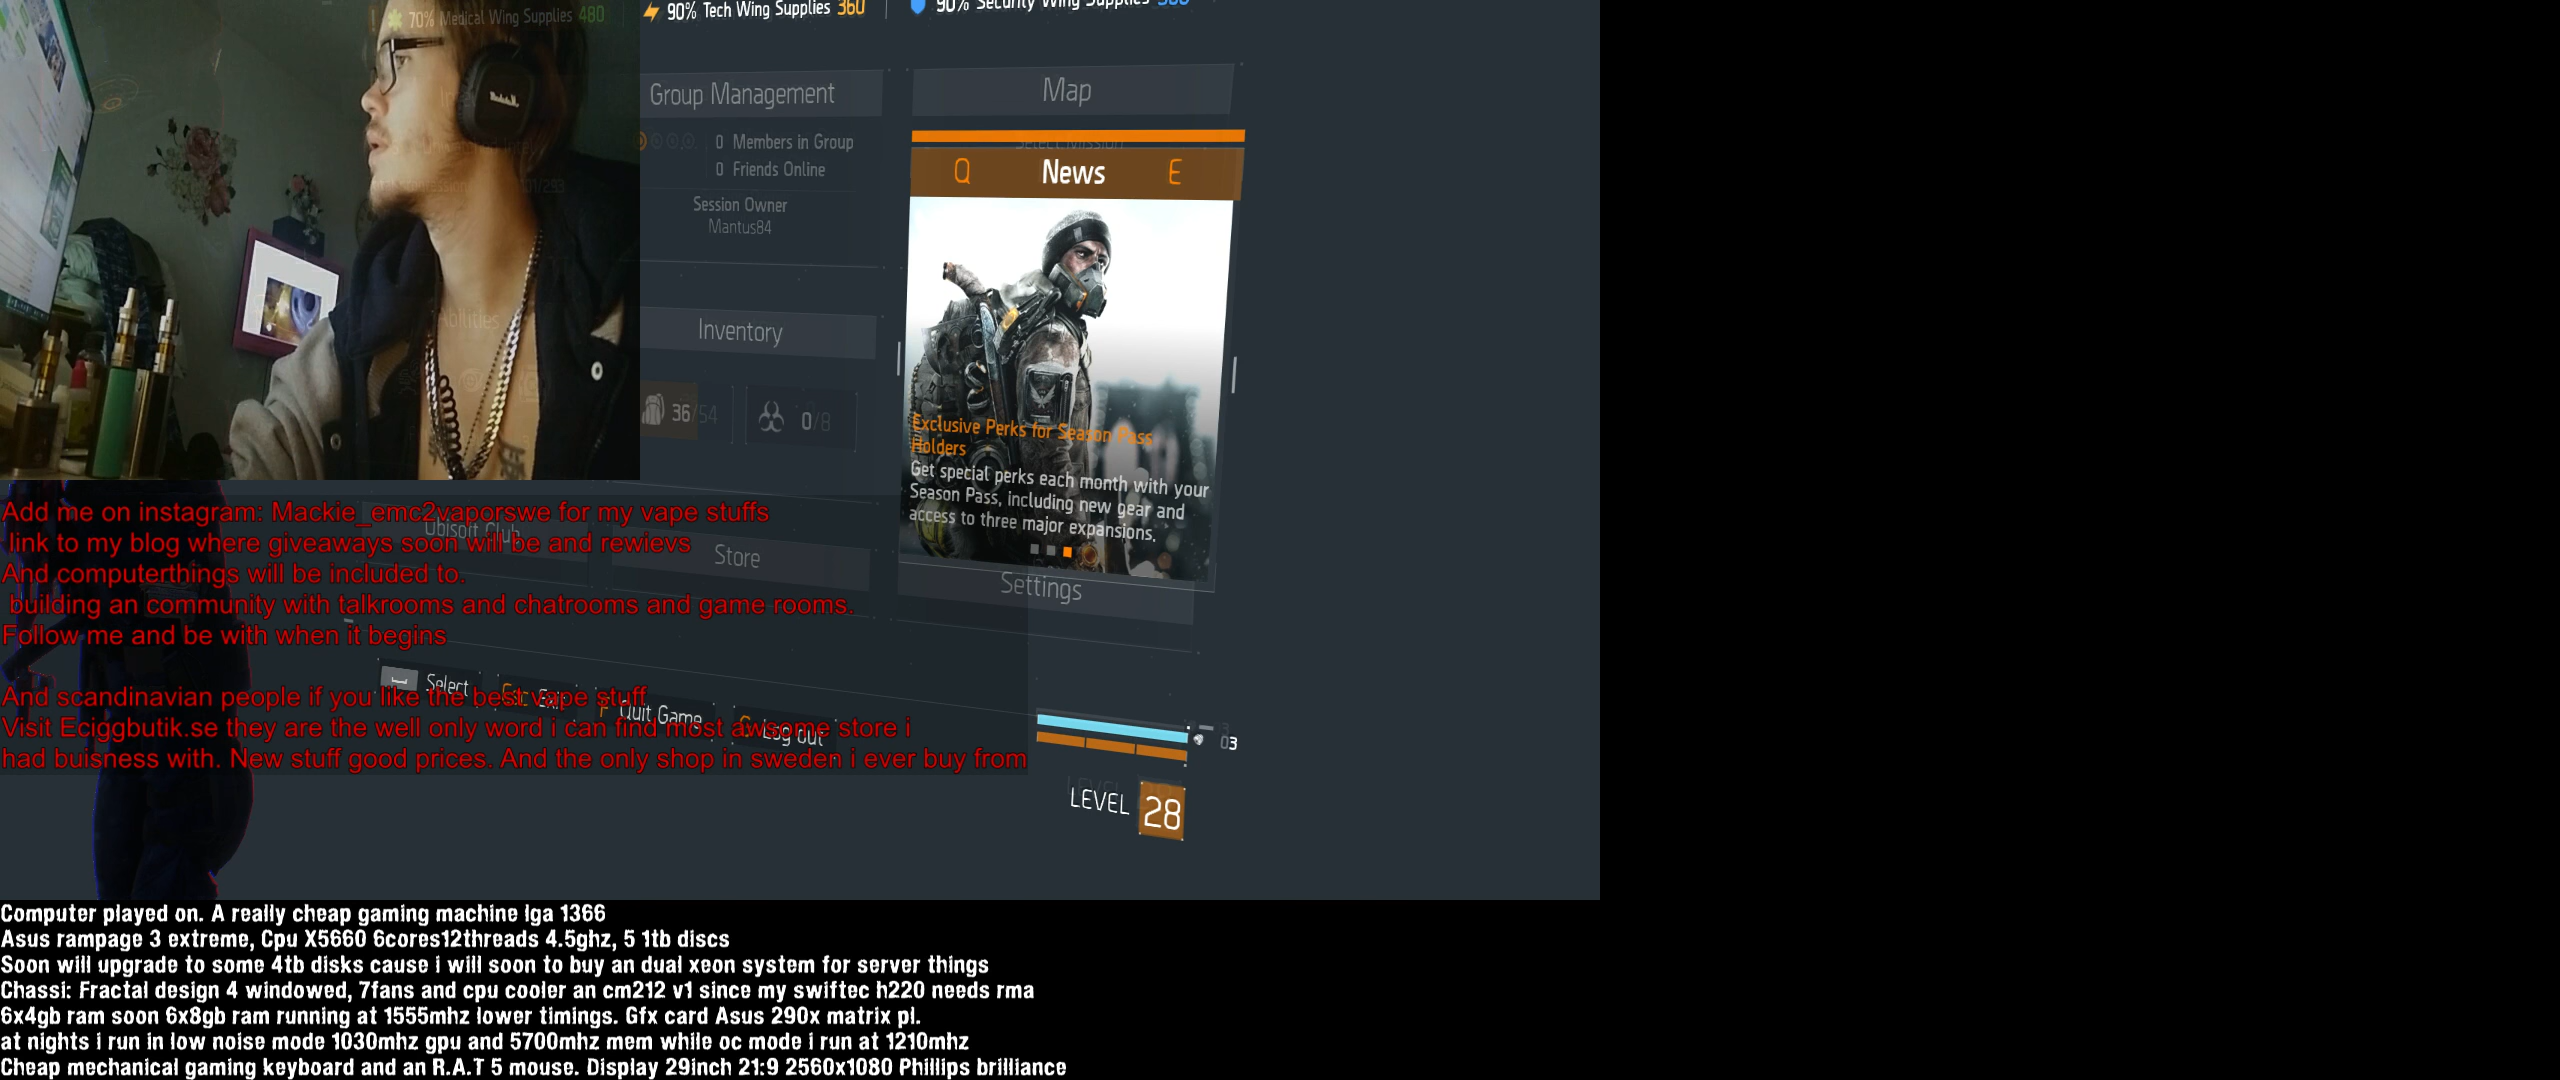 70% Medical Wing Supplies 480
90% Tech Wing Supplies 360
90% Security Wing Supplies
Group Management
0 Members in Group
0 Friends Online
Session Owner
Mantus84
Map
Select Mission
Q News E
Exclusive Perks for Season Pass
Holders
Get special perks each month with your
Season Pass, including new gear and
access to three major expansions.
Abilities
Inventory
36/54
0/8
Ubisoft Club
Store
Settings
Add me on instagram: Mackie_emc2vaporswe for my vape stuffs
link to my blog where giveaways soon will be and rewievs
And computerthings will be included to.
building an community with talkrooms and chatrooms and game rooms.
Follow me and be with when it begins
And scandinavian people if you like the best vape stuff
Visit Eciggbutik.se they are the well only word i can find most awsome store i
had buisness with. New stuff good prices. And the only shop in sweden i ever buy from
Select
Esc Exit
F Quit Game
Log out
LEVEL 28
Computer played on. A really cheap gaming machine lga 1366
Asus rampage 3 extreme, Cpu X5660 6cores12threads 4.5ghz, 5 1tb discs
Soon will upgrade to some 4tb disks cause i will soon to buy an dual xeon system for server things
Chassi: Fractal design 4 windowed, 7fans and cpu cooler an cm212 v1 since my swiftec h220 needs rma
6x4gb ram soon 6x8gb ram running at 1555mhz lower timings. Gfx card Asus 290x matrix pl.
at nights i run in low noise mode 1030mhz gpu and 5700mhz mem while oc mode i run at 1210mhz
Cheap mechanical gaming keyboard and an R.A.T 5 mouse. Display 29inch 21:9 2560x1080 Phillips brilliance